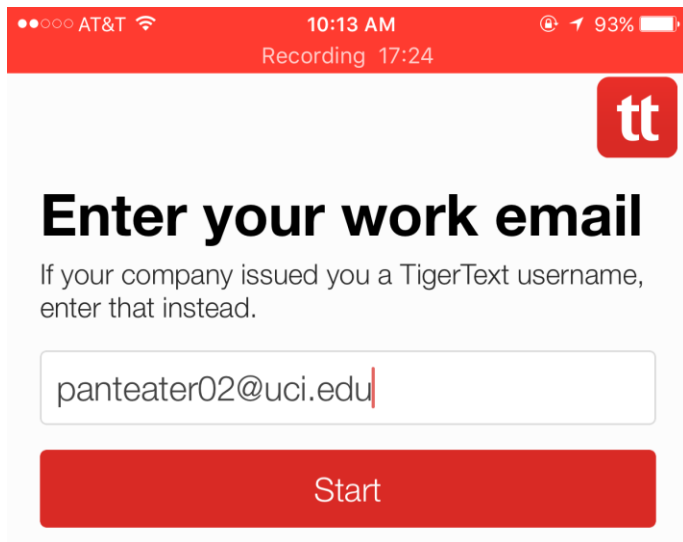 AT&T 10:13 AM 93%
Recording 17:24
tt
Enter your work email
If your company issued you a TigerText username,
enter that instead.
panteater02@uci.edu
Start